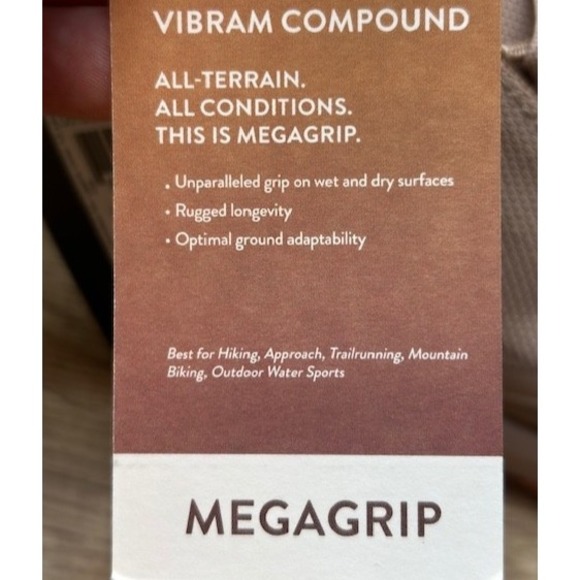 VIBRAM COMPOUND
ALL-TERRAIN.
ALL CONDITIONS.
THIS IS MEGAGRIP.
• Unparalleled grip on wet and dry surfaces
• Rugged longevity
• Optimal ground adaptability
Best for Hiking, Approach, Trailrunning, Mountain
Biking, Outdoor Water Sports
MEGAGRIP